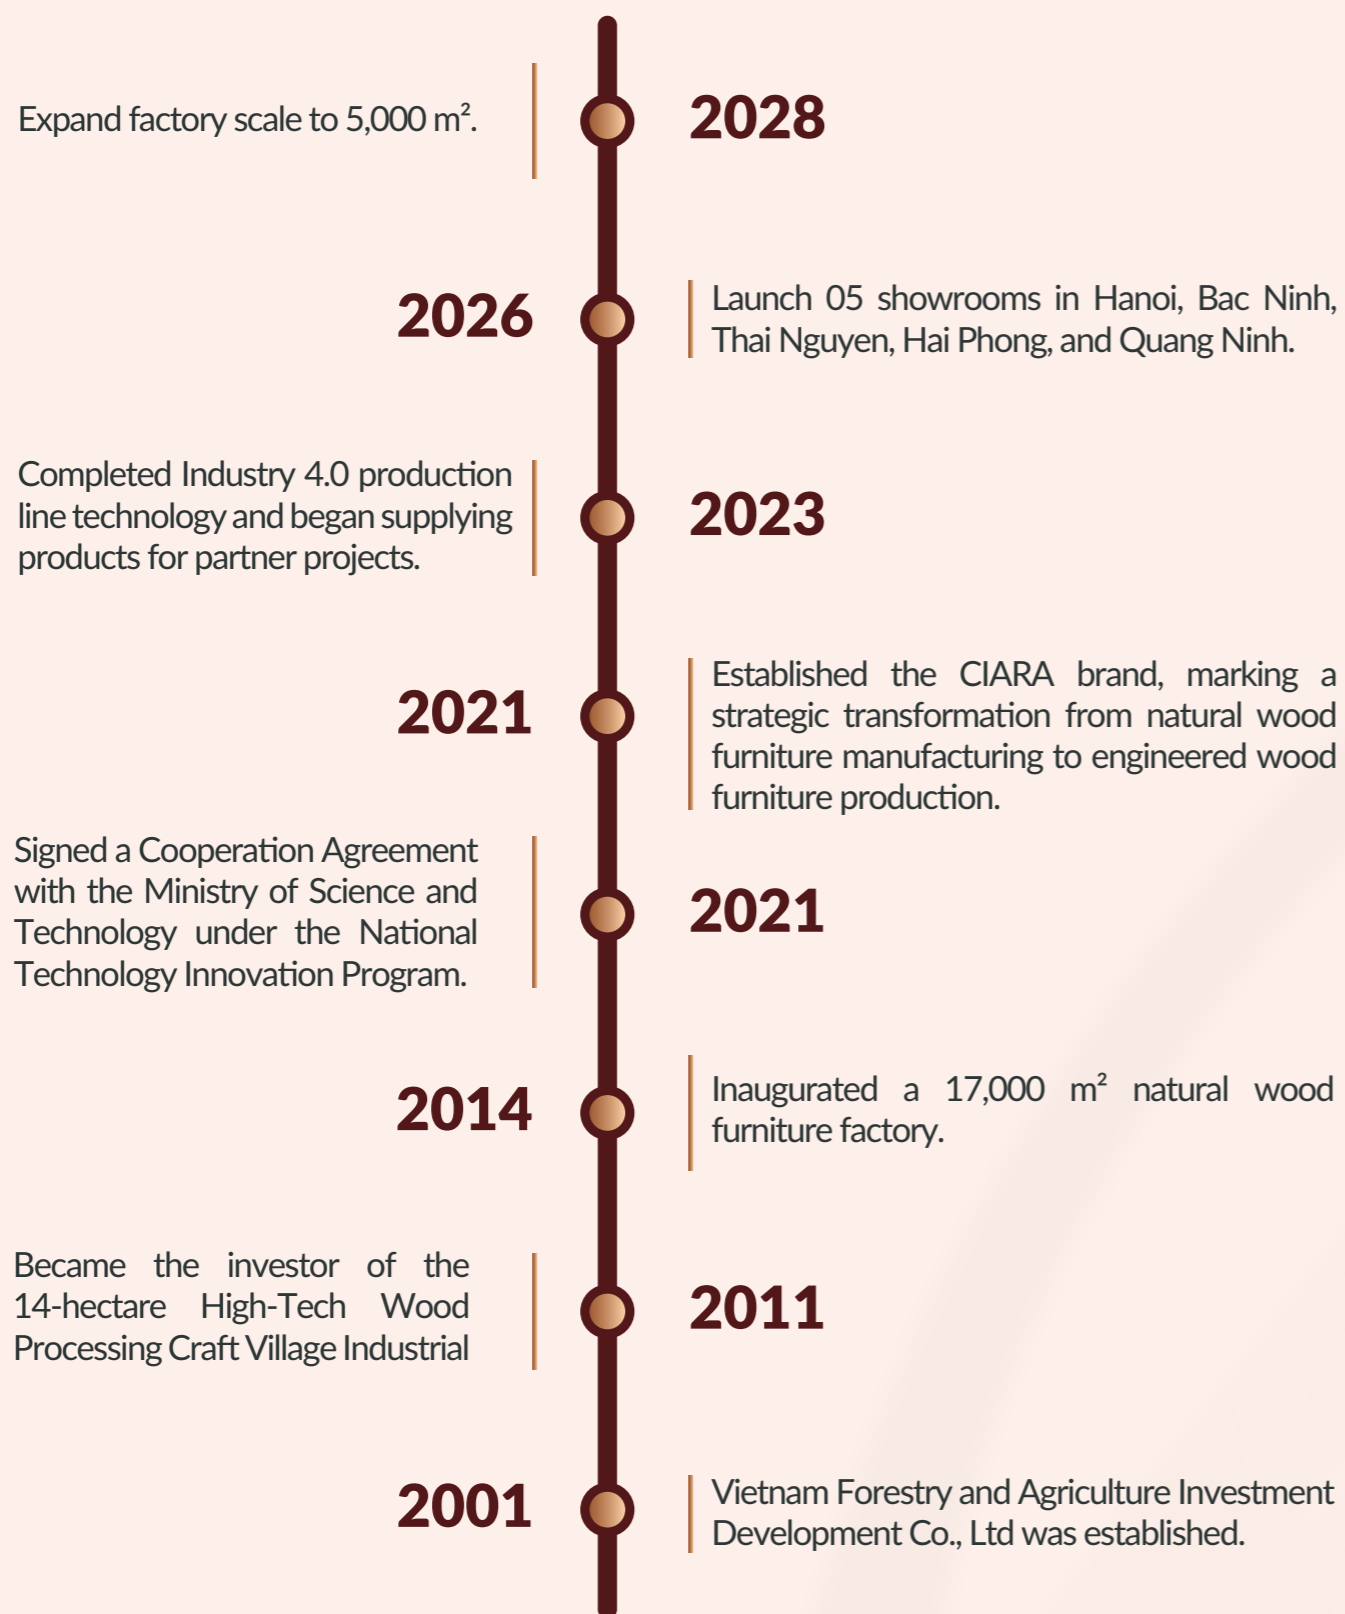 Expand factory scale to 5,000 m².
2028
2026
Launch 05 showrooms in Hanoi, Bac Ninh,
Thai Nguyen, Hai Phong, and Quang Ninh.
Completed Industry 4.0 production
line technology and began supplying
products for partner projects.
2023
2021
Established the CIARA brand, marking a
strategic transformation from natural wood
furniture manufacturing to engineered wood
furniture production.
Signed a Cooperation Agreement
with the Ministry of Science and
Technology under the National
Technology Innovation Program.
2021
2014
Inaugurated a 17,000 m² natural wood
furniture factory.
Became the investor of the
14-hectare High-Tech Wood
Processing Craft Village Industrial
2011
2001
Vietnam Forestry and Agriculture Investment
Development Co., Ltd was established.